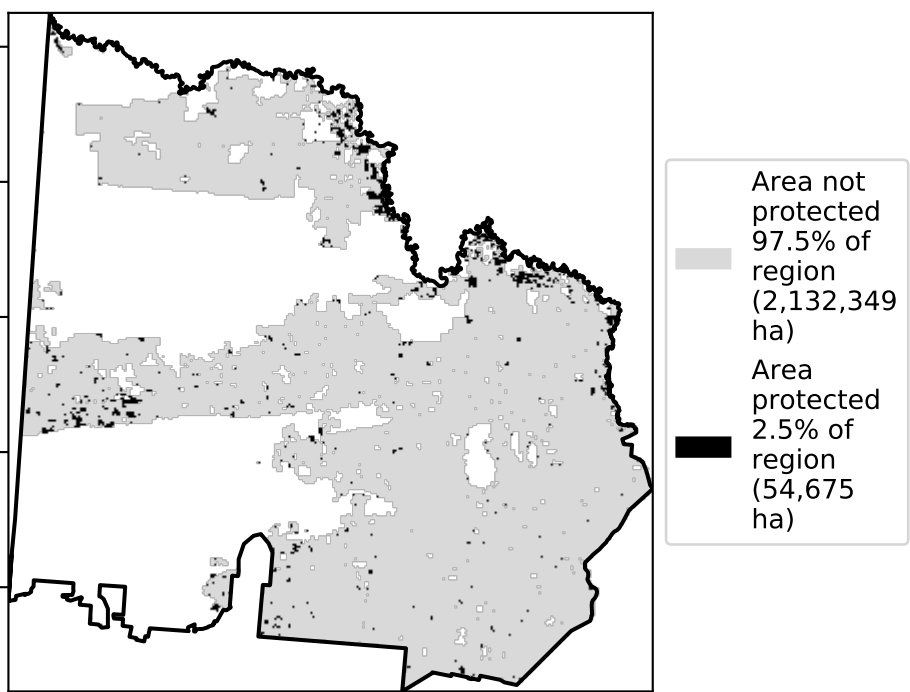 Area not
protected
97.5% of
region
(2,132,349
ha)
Area
protected
2.5% of
region
(54,675
ha)